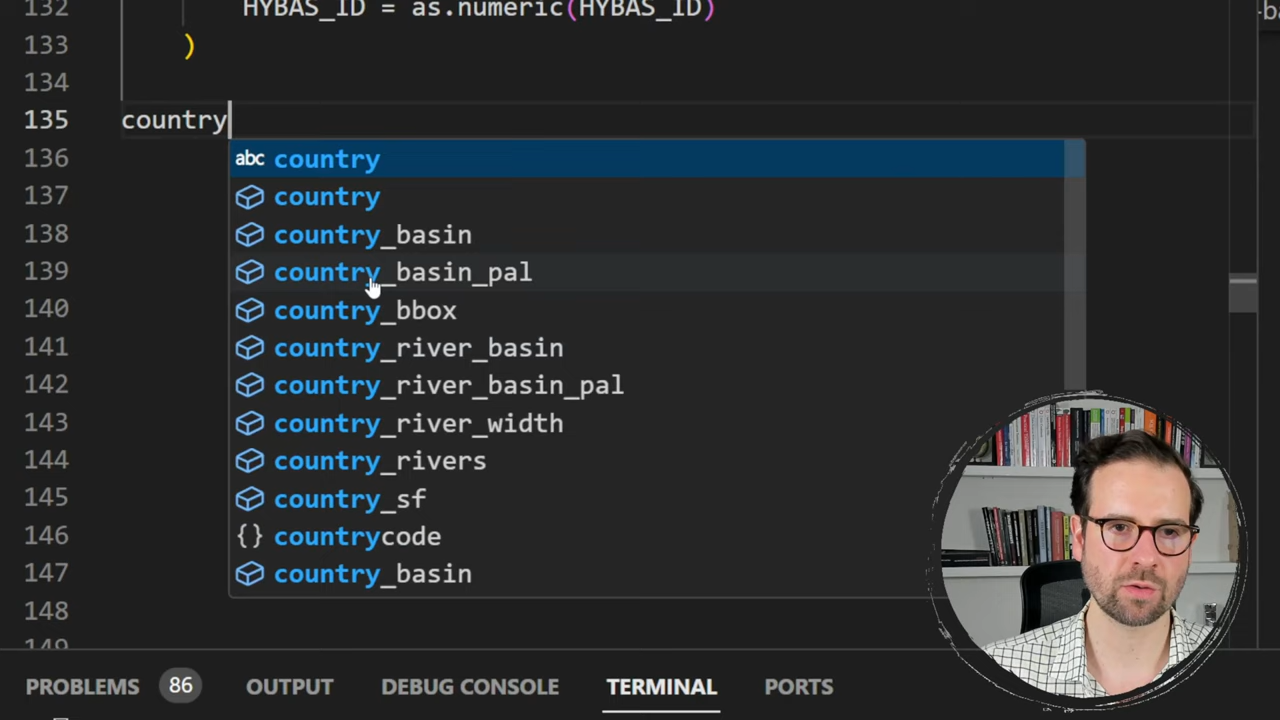 132 HYBAS_ID = as.numeric(HYBAS_ID)
133 )
134
135 country
136 abc country
137 country
138 country_basin
139 country_basin_pal
140 country_bbox
141 country_river_basin
142 country_river_basin_pal
143 country_river_width
144 country_rivers
145 country_sf
146 {} countrycode
147 country_basin
148
149
PROBLEMS 86 OUTPUT DEBUG CONSOLE TERMINAL PORTS